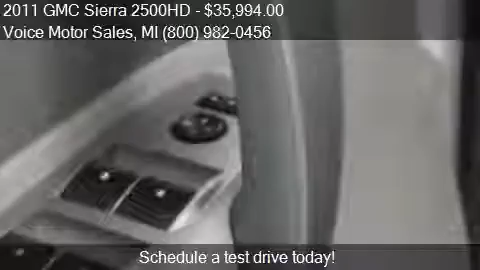 2011 GMC Sierra 2500HD - $35,994.00
Voice Motor Sales, MI (800) 982-0456
Schedule a test drive today!